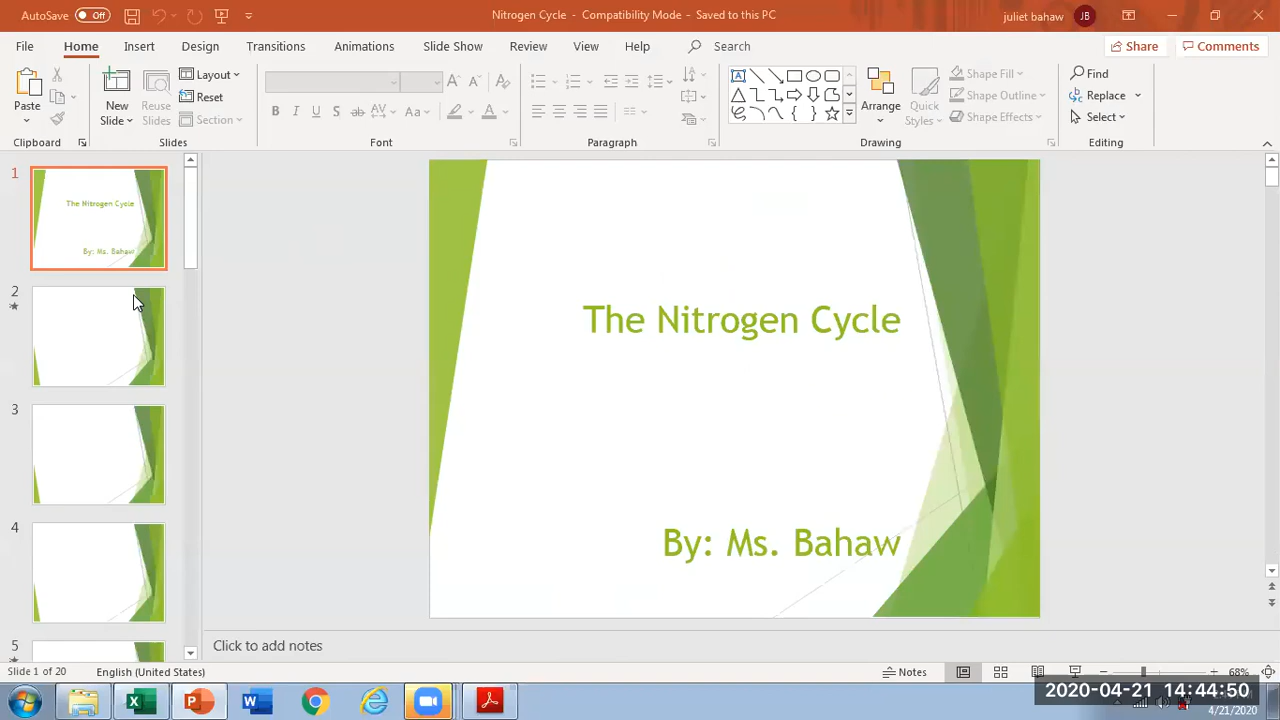 AutoSave Off
Nitrogen Cycle - Compatibility Mode - Saved to this PC
juliet bahaw JB
File Home Insert Design Transitions Animations Slide Show Review View Help Search
Share Comments
Paste
New Slide
Reuse Slides
Layout
Reset
Section
Shape Fill
Shape Outline
Shape Effects
Arrange
Quick Styles
Find
Replace
Select
Clipboard Slides Font Paragraph Drawing Editing
1
The Nitrogen Cycle
By: Ms. Bahaw
2
3
4
5
The Nitrogen Cycle
By: Ms. Bahaw
Click to add notes
Slide 1 of 20 English (United States) Notes 68%
2020-04-21 14:44:50
4/21/2020